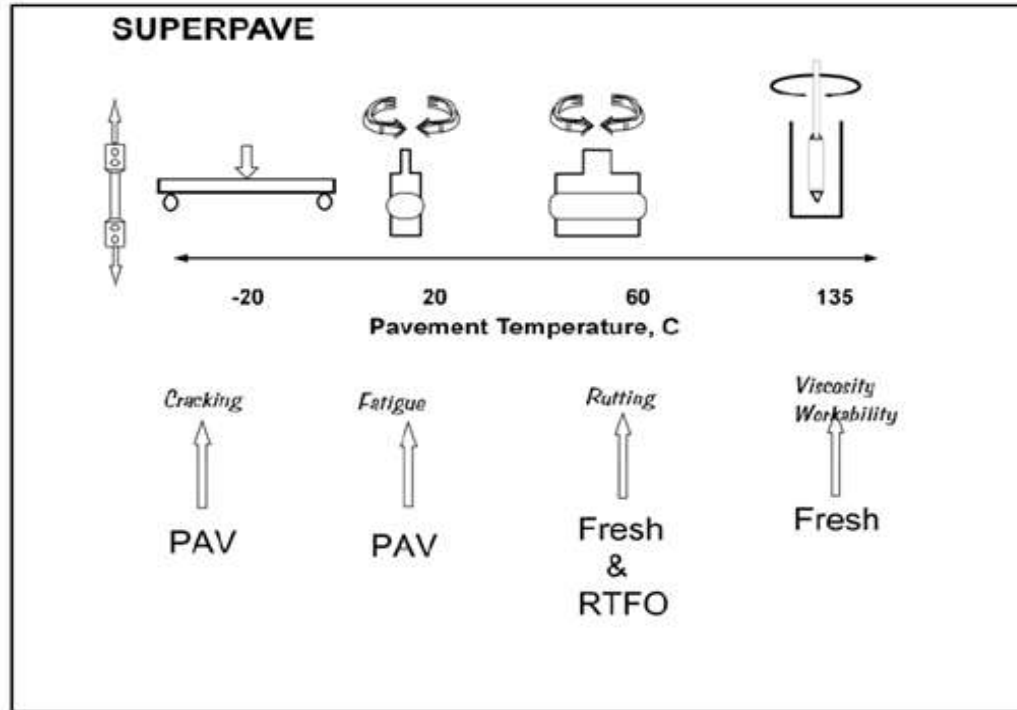 SUPERPAVE
-20 20 60 135
Pavement Temperature, C
Cracking Fatigue Rutting Viscosity
Workability
PAV PAV Fresh Fresh
&
RTFO